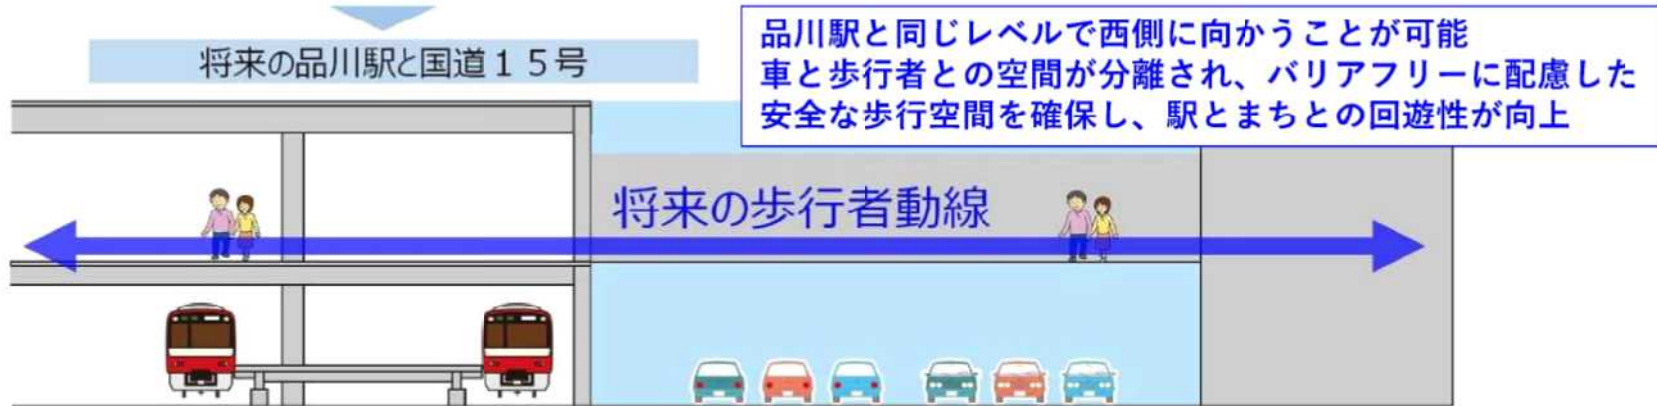 将来の品川駅と国道１５号
品川駅と同じレベルで西側に向かうことが可能
車と歩行者との空間が分離され、バリアフリーに配慮した
安全な歩行空間を確保し、駅とまちとの回遊性が向上
将来の歩行者動線